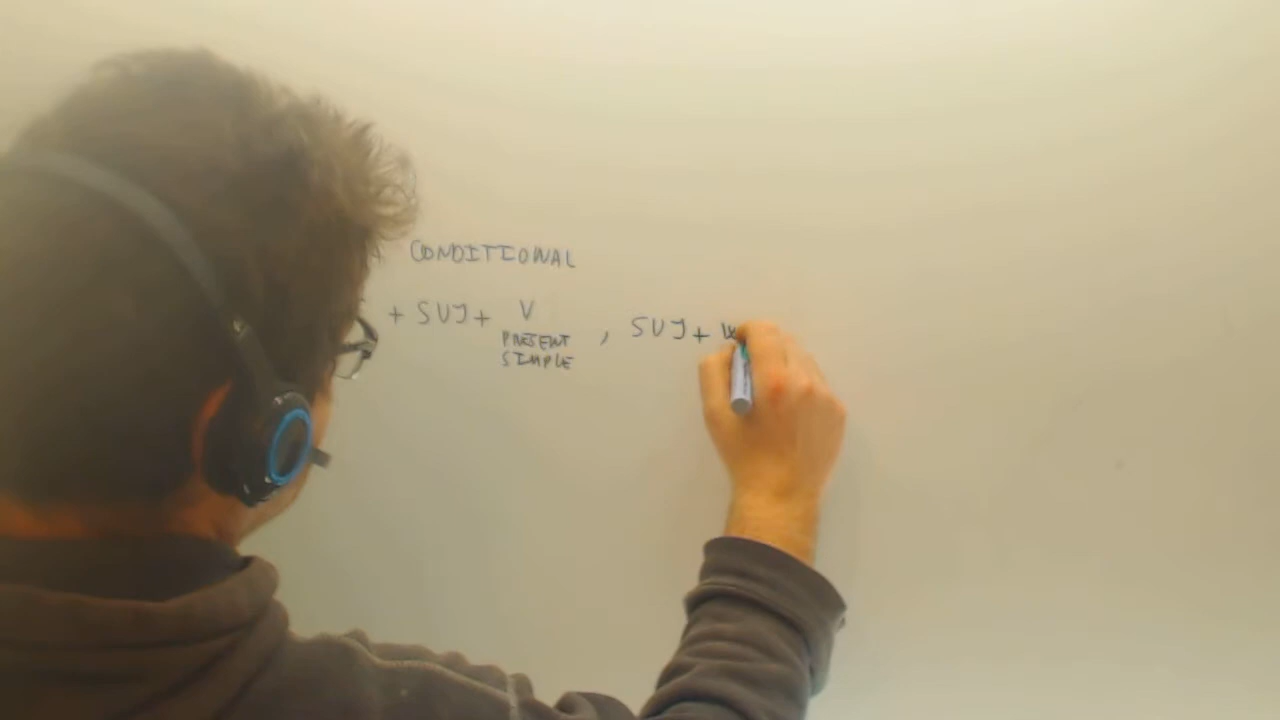 CONDITIONAL
+ SUJ + V , SUJ + W
PRESENT
SIMPLE